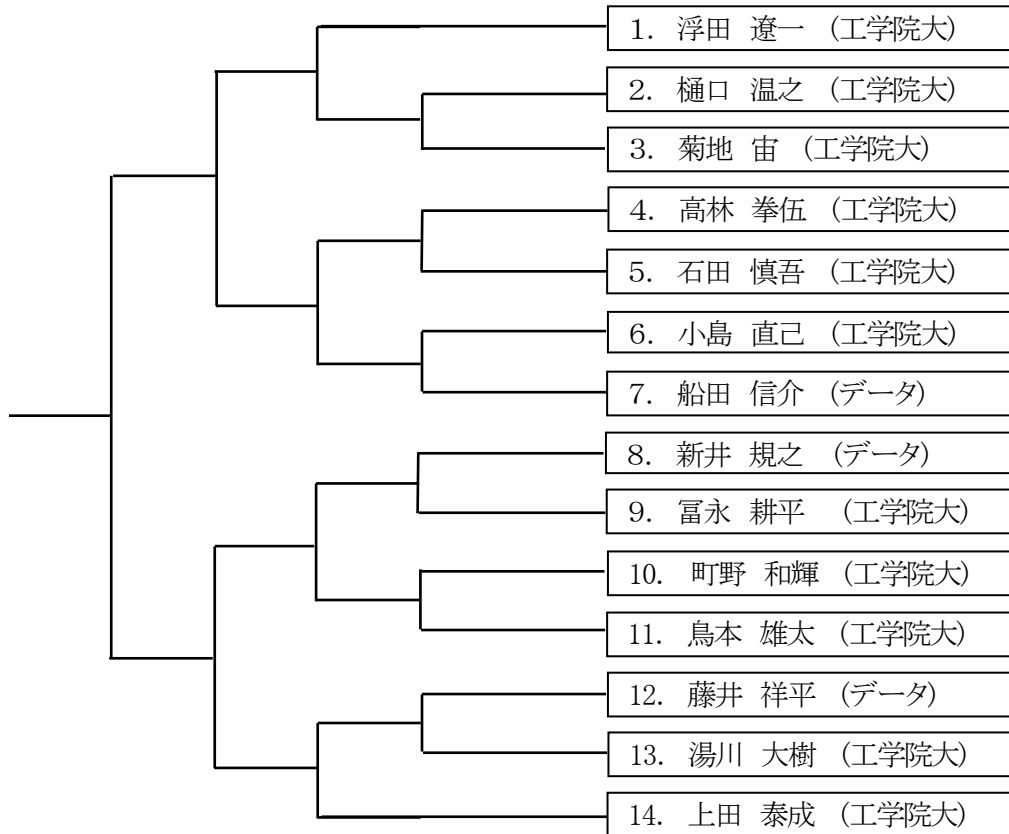 1. 浮田 遼一 (工学院大)
2. 樋口 温之 (工学院大)
3. 菊地 宙 (工学院大)
4. 高林 拳伍 (工学院大)
5. 石田 慎吾 (工学院大)
6. 小島 直己 (工学院大)
7. 船田 信介 (データ)
8. 新井 規之 (データ)
9. 冨永 耕平 (工学院大)
10. 町野 和輝 (工学院大)
11. 鳥本 雄太 (工学院大)
12. 藤井 祥平 (データ)
13. 湯川 大樹 (工学院大)
14. 上田 泰成 (工学院大)